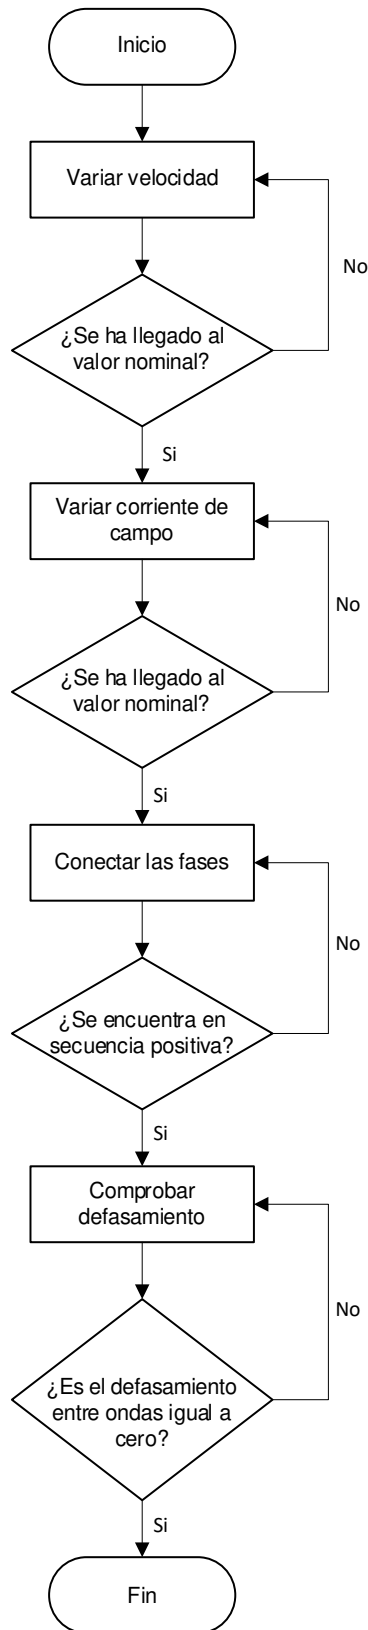 Inicio
Variar velocidad
No
¿Se ha llegado al
valor nominal?
Si
Variar corriente de
campo
No
¿Se ha llegado al
valor nominal?
Si
Conectar las fases
No
¿Se encuentra en
secuencia positiva?
Si
Comprobar
defasamiento
No
¿Es el defasamiento
entre ondas igual a
cero?
Si
Fin